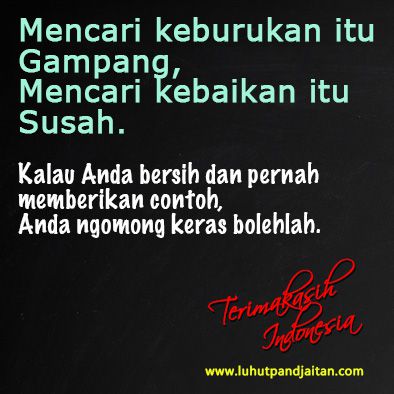 Mencari keburukan itu
Gampang,
Mencari kebaikan itu
Susah.
Kalau Anda bersih dan pernah
memberikan contoh,
Anda ngomong keras bolehlah.
Terimakasih
Indonesia
www.luhutpandjaitan.com